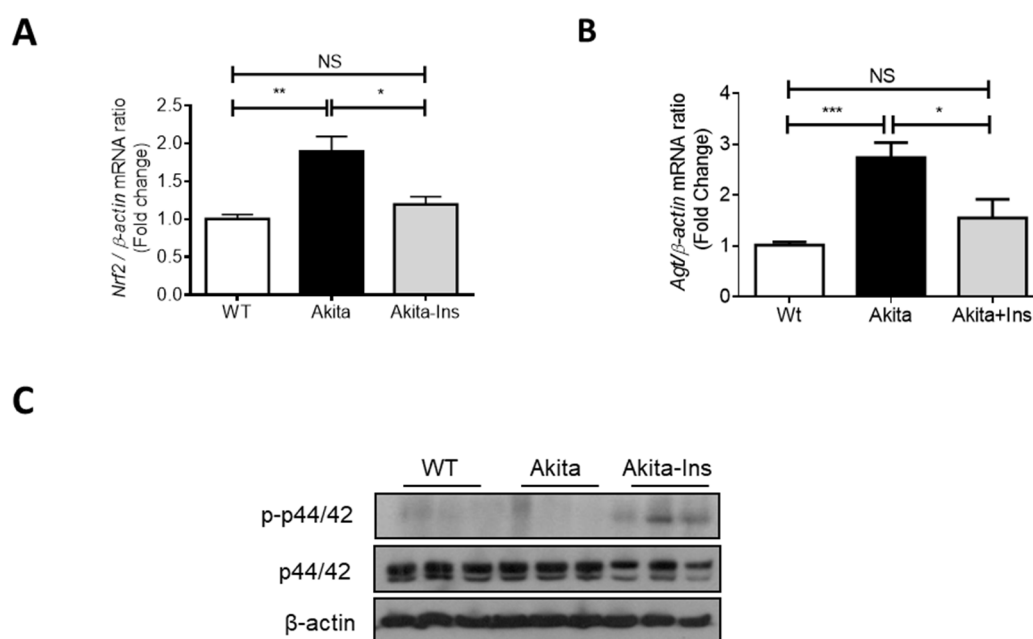 A
NS
** *
Nrf2 / β-actin mRNA ratio
(Fold change)
2.5
2.0
1.5
1.0
0.5
0.0
WT Akita Akita-Ins
B
NS
*** *
Agt/β-actin mRNA ratio
(Fold Change)
4
3
2
1
0
Wt Akita Akita+Ins
C
WT Akita Akita-Ins
p-p44/42
p44/42
β-actin